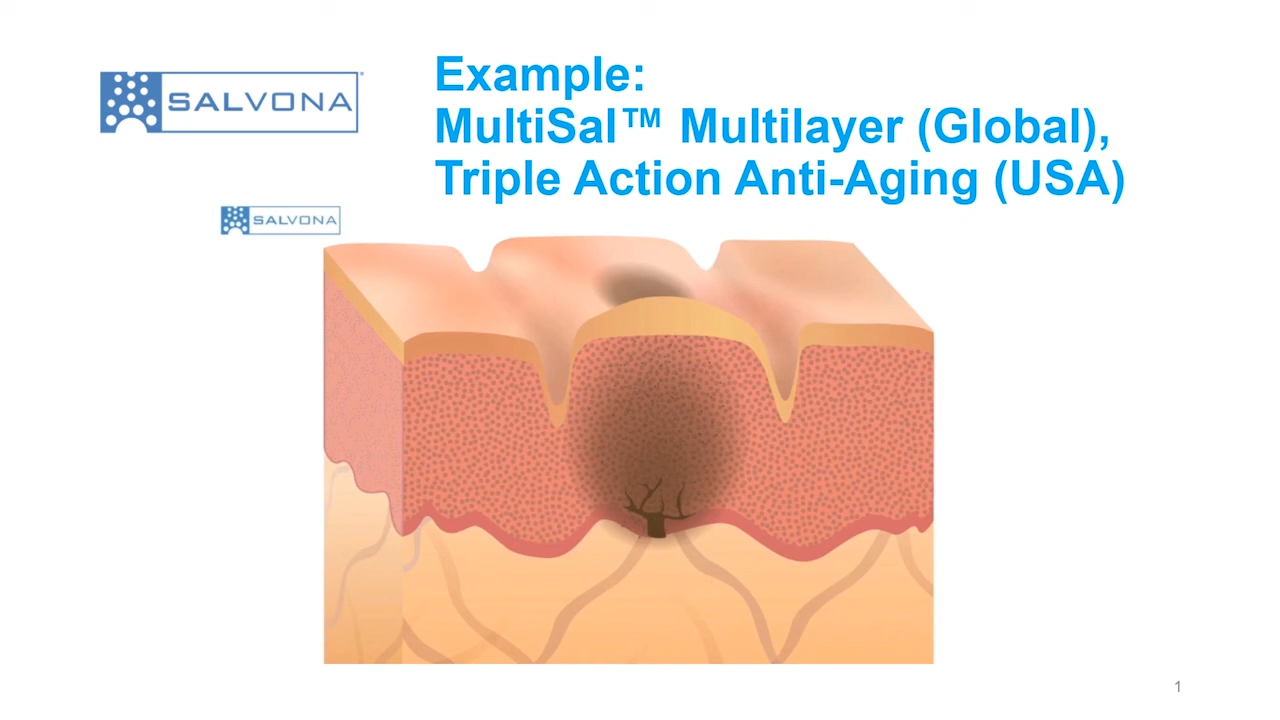 SALVONA
Example:
MultiSal™ Multilayer (Global),
Triple Action Anti-Aging (USA)
SALVONA
1